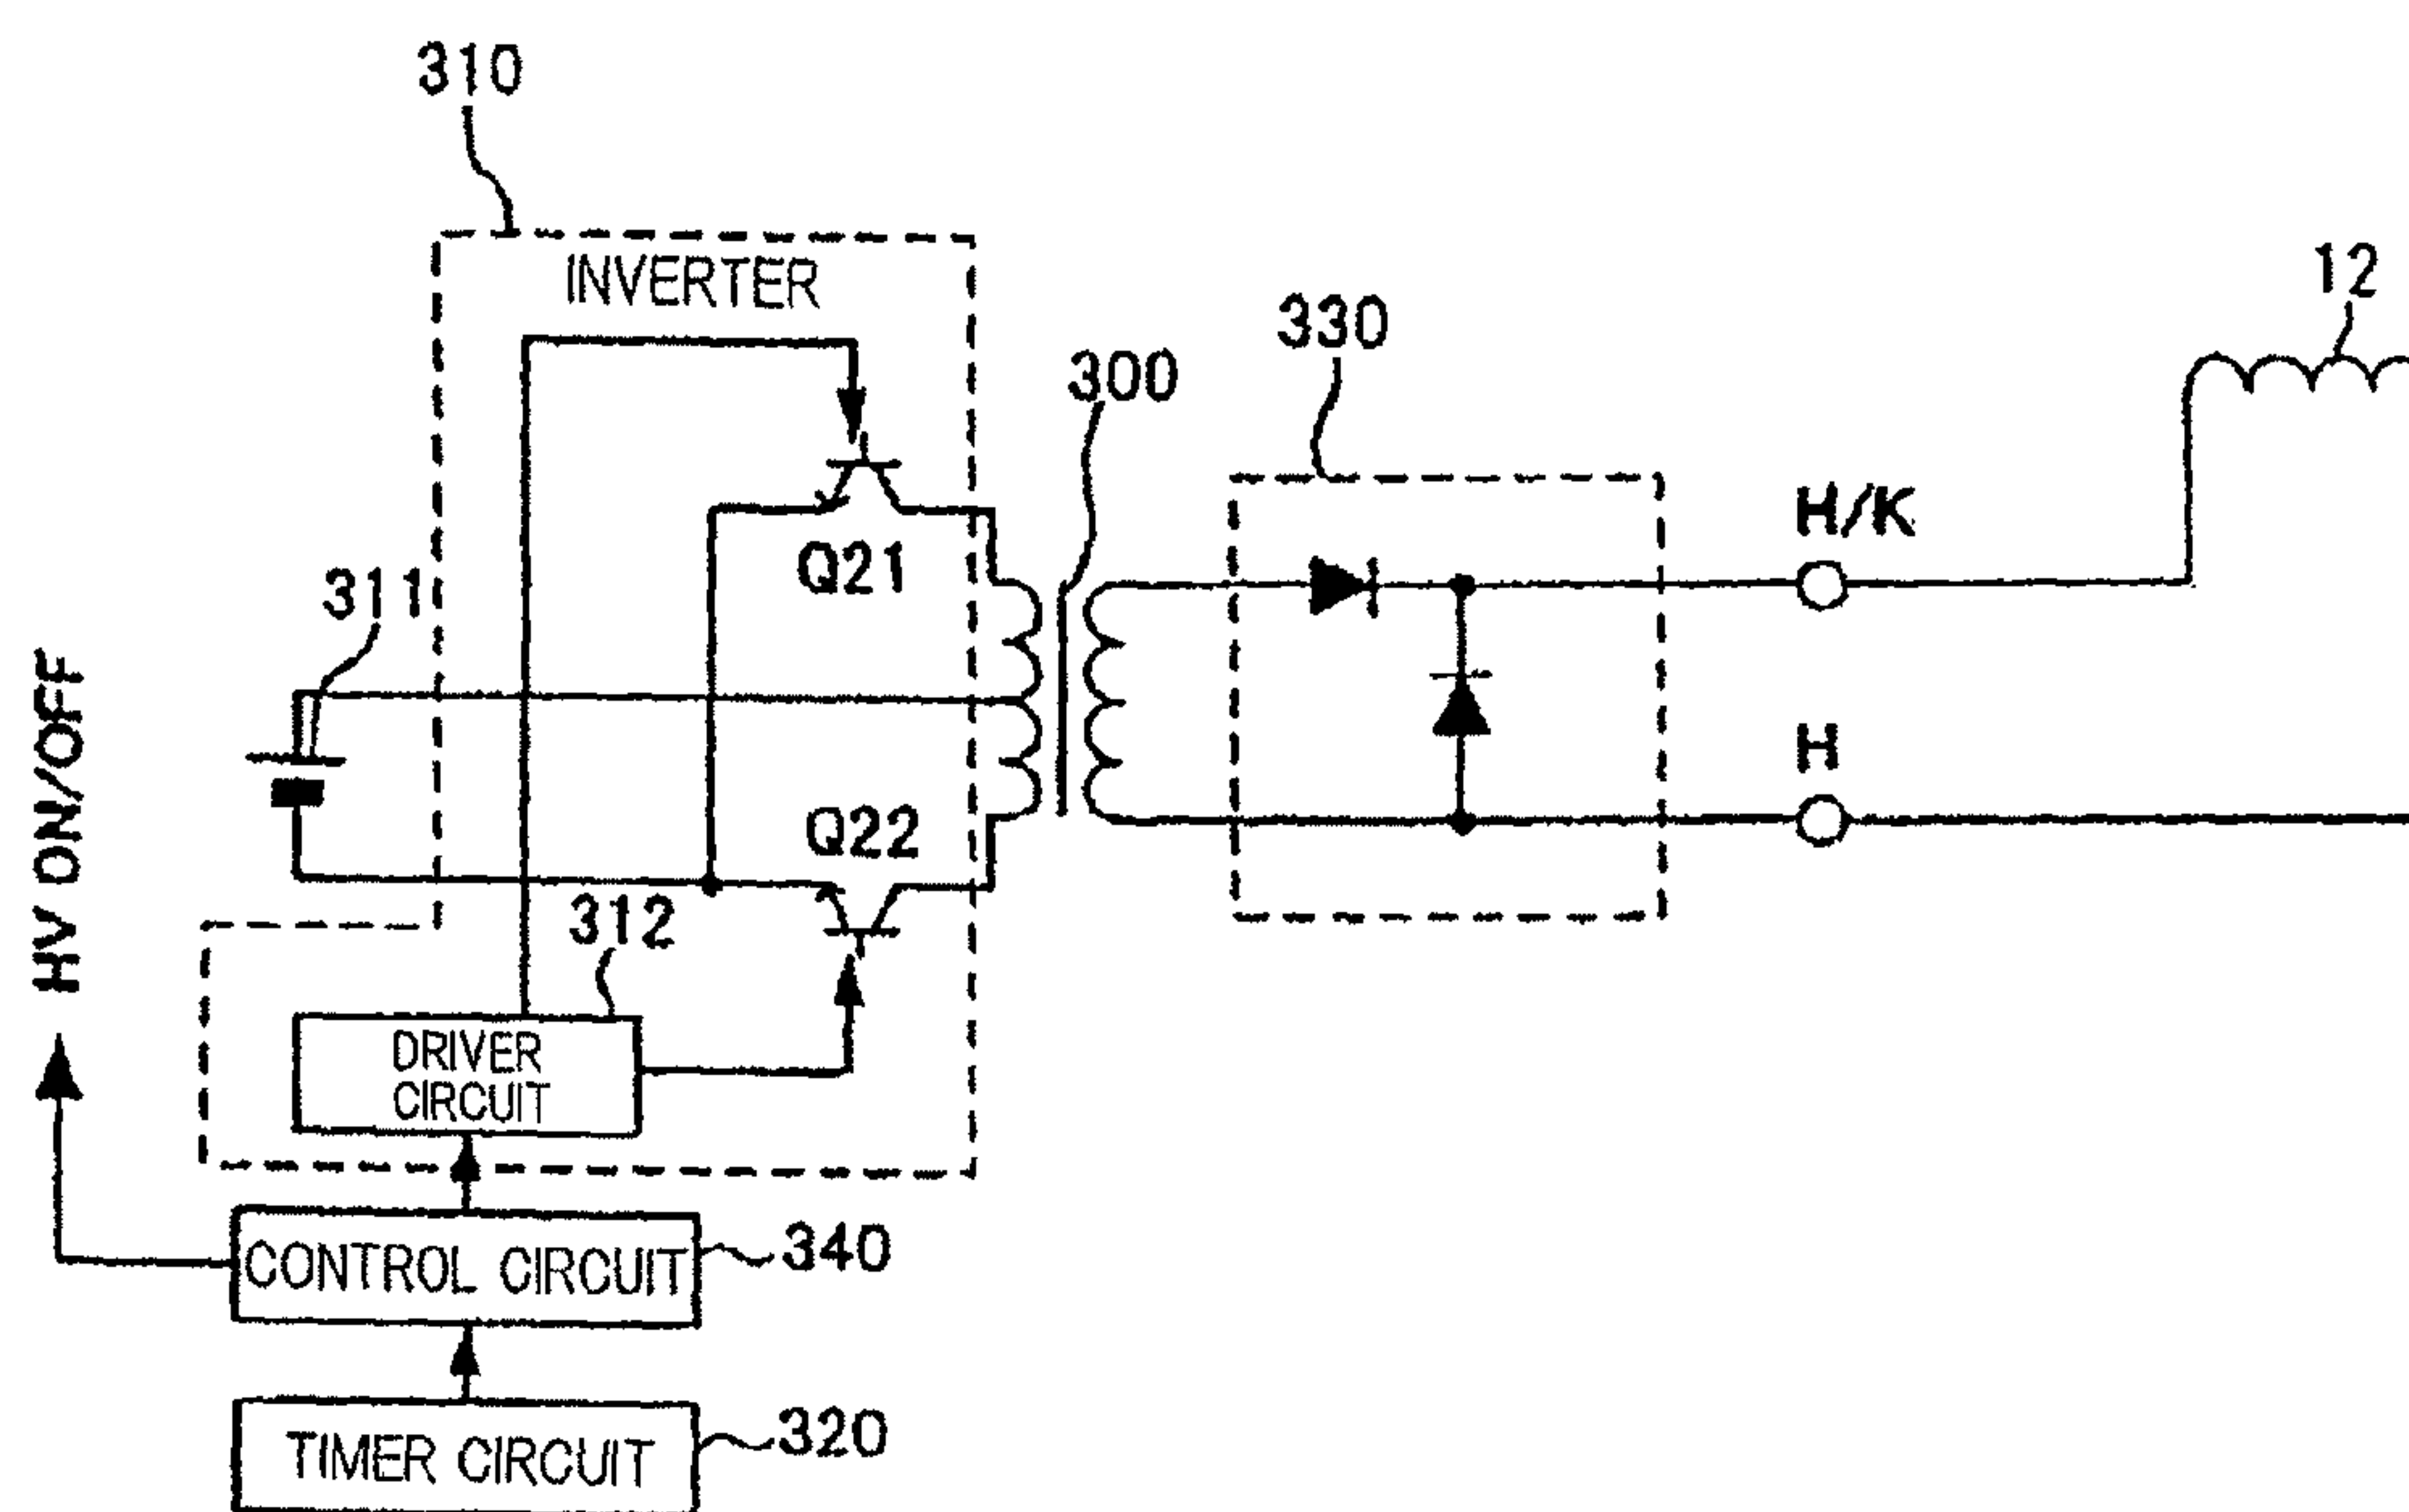 310
INVERTER
12
330
300
H/K
Q21
311
HV ON/OFF
H
Q22
312
DRIVER
CIRCUIT
CONTROL CIRCUIT
340
TIMER CIRCUIT
320